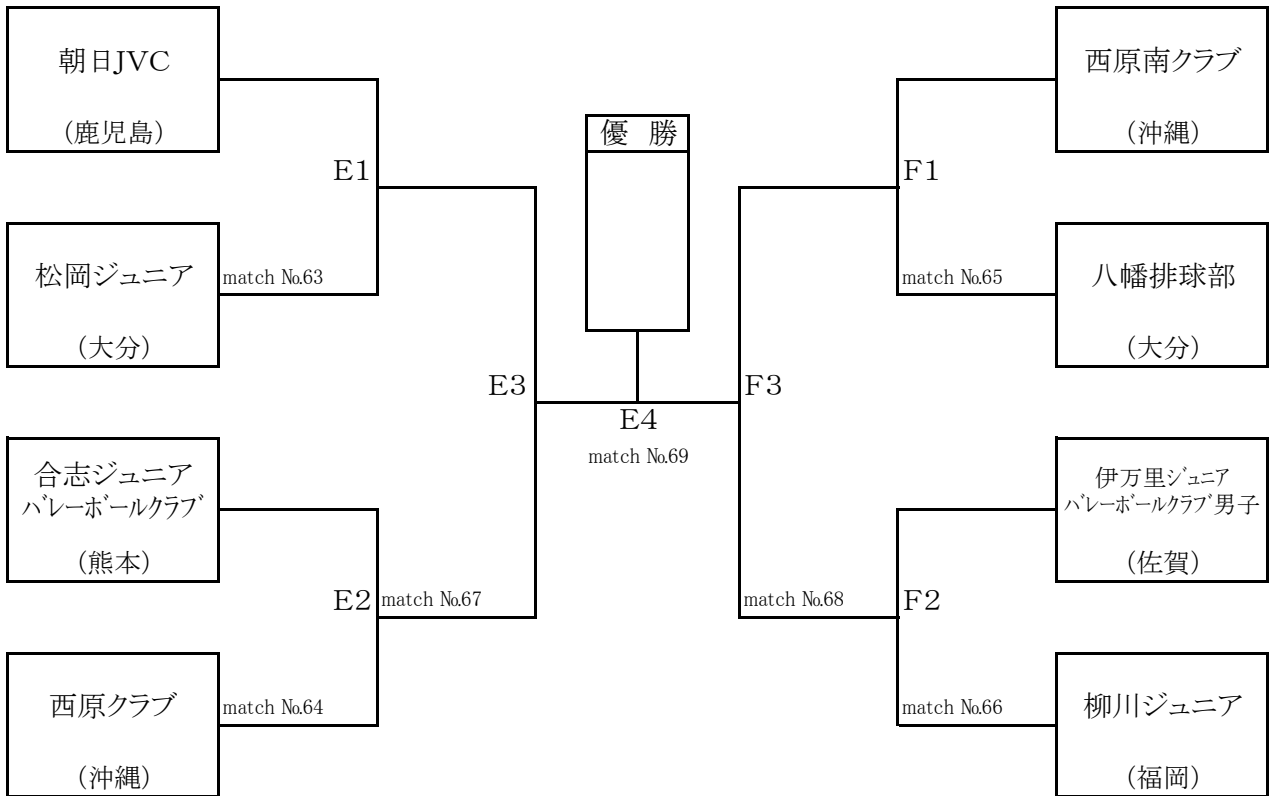 朝日JVC
(鹿児島)
E1
松岡ジュニア
match №63
(大分)
E3
合志ジュニア
バレーボールクラブ
(熊本)
E2
match №67
西原クラブ
match №64
(沖縄)
優 勝
E4
match №69
西原南クラブ
(沖縄)
F1
match №65
八幡排球部
(大分)
F3
伊万里ジュニア
バレーボールクラブ男子
(佐賀)
match №68
F2
match №66
柳川ジュニア
(福岡)